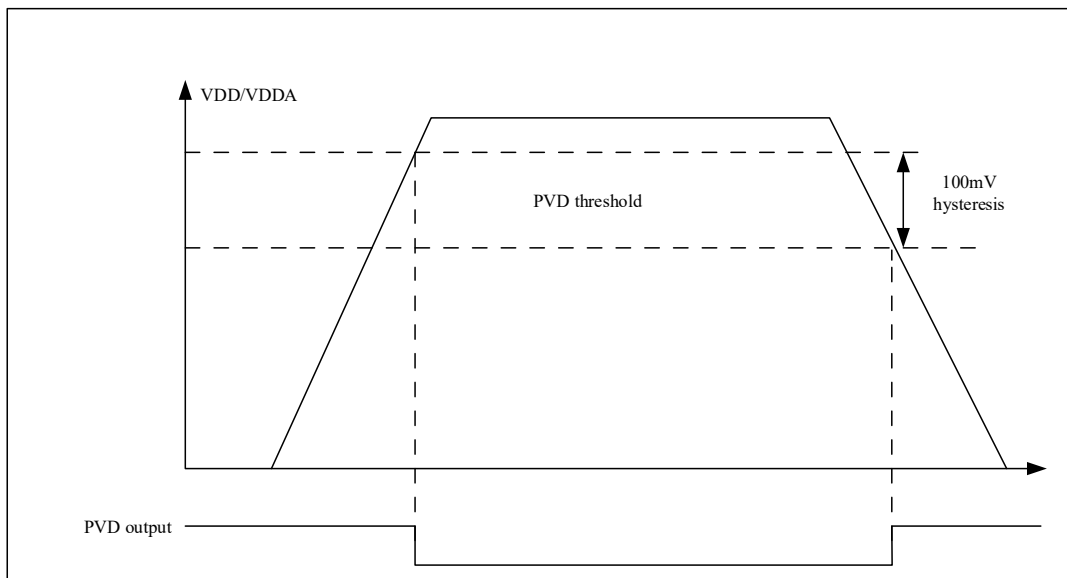 VDD/VDDA
PVD threshold
100mV
hysteresis
PVD output